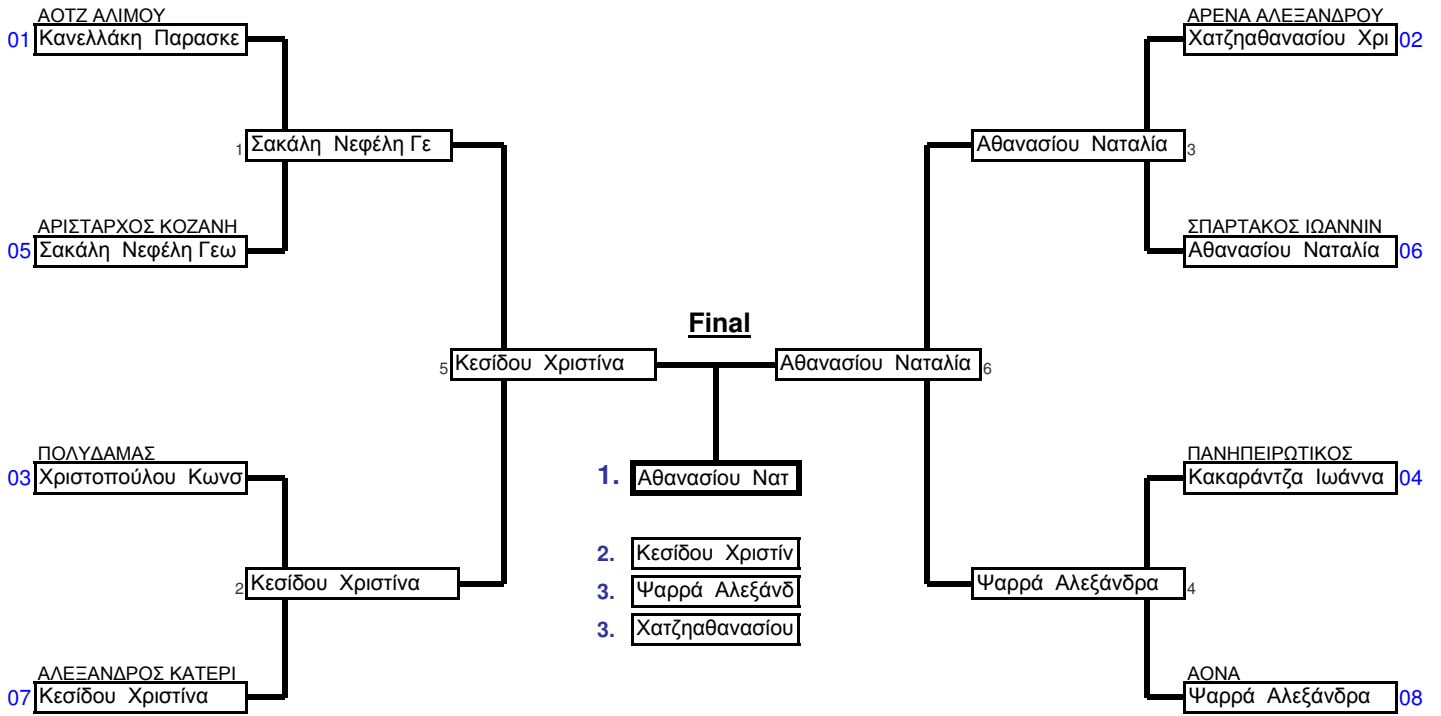 ΑΟΤΖ ΑΛΙΜΟΥ
01 Κανελλάκη Παρασκε
1 Σακάλη Νεφέλη Γε
ΑΡΙΣΤΑΡΧΟΣ ΚΟΖΑΝΗ
05 Σακάλη Νεφέλη Γεω
5 Κεσίδου Χριστίνα
ΠΟΛΥΔΑΜΑΣ
03 Χριστοπούλου Κωνσ
2 Κεσίδου Χριστίνα
ΑΛΕΞΑΝΔΡΟΣ ΚΑΤΕΡΙ
07 Κεσίδου Χριστίνα
Final
1. Αθανασίου Νατ
2. Κεσίδου Χριστίν
3. Ψαρρά Αλεξάνδ
3. Χατζηαθανασίου
ΑΡΕΝΑ ΑΛΕΞΑΝΔΡΟΥ
Χατζηαθανασίου Χρι 02
Αθανασίου Ναταλία 3
ΣΠΑΡΤΑΚΟΣ ΙΩΑΝΝΙΝ
Αθανασίου Ναταλία 06
Αθανασίου Ναταλία 6
ΠΑΝΗΠΕΙΡΩΤΙΚΟΣ
Κακαράντζα Ιωάννα 04
Ψαρρά Αλεξάνδρα 4
ΑΟΝΑ
Ψαρρά Αλεξάνδρα 08